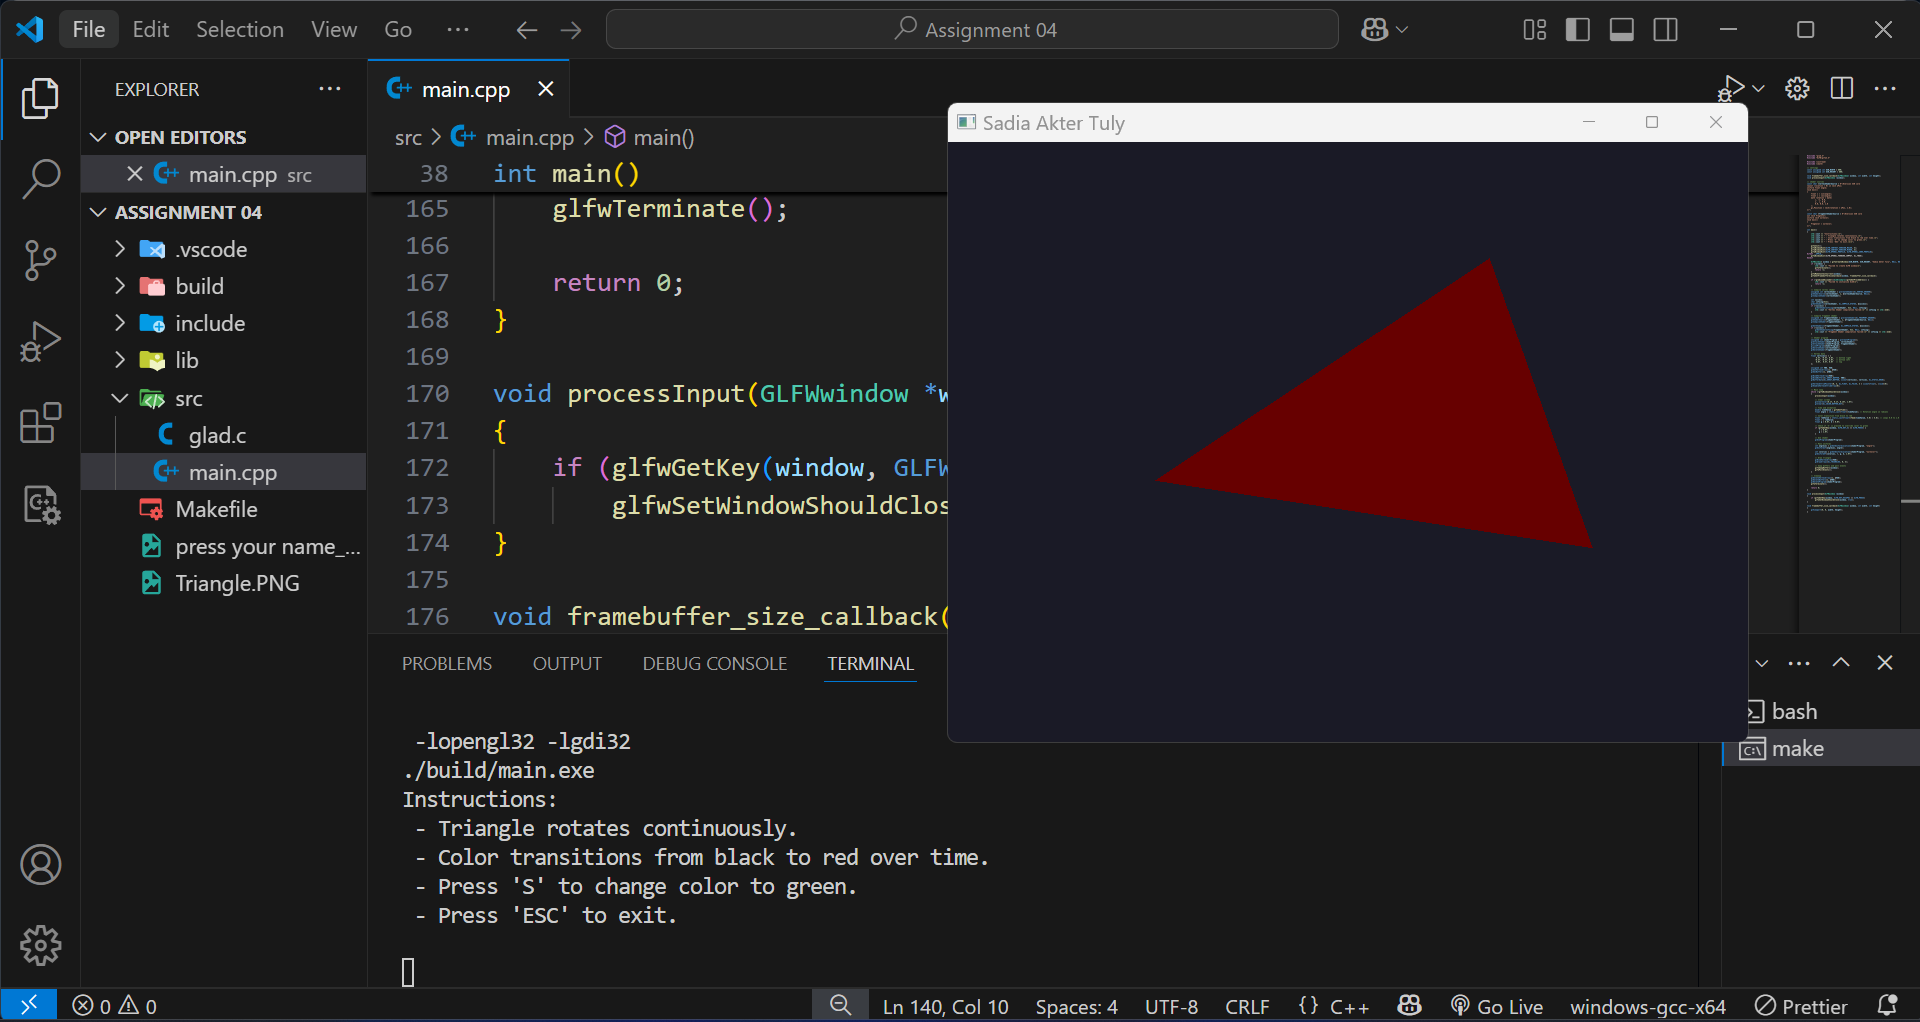 File Edit Selection View Go ··· Assignment 04
EXPLORER ···
OPEN EDITORS
main.cpp src
ASSIGNMENT 04
.vscode
build
include
lib
src
glad.c
main.cpp
Makefile
press your name_...
Triangle.PNG
main.cpp
src > main.cpp > main()
38 int main()
165 glfwTerminate();
166
167 return 0;
168 }
169
170 void processInput(GLFWwindow *w
171 {
172 if (glfwGetKey(window, GLFW
173 glfwSetWindowShouldClos
174 }
175
176 void framebuffer_size_callback(
Sadia Akter Tuly
PROBLEMS OUTPUT DEBUG CONSOLE TERMINAL
-lopengl32 -lgdi32
./build/main.exe
Instructions:
- Triangle rotates continuously.
- Color transitions from black to red over time.
- Press 'S' to change color to green.
- Press 'ESC' to exit.
bash
make
0 0 Ln 140, Col 10 Spaces: 4 UTF-8 CRLF {} C++ Go Live windows-gcc-x64 Prettier